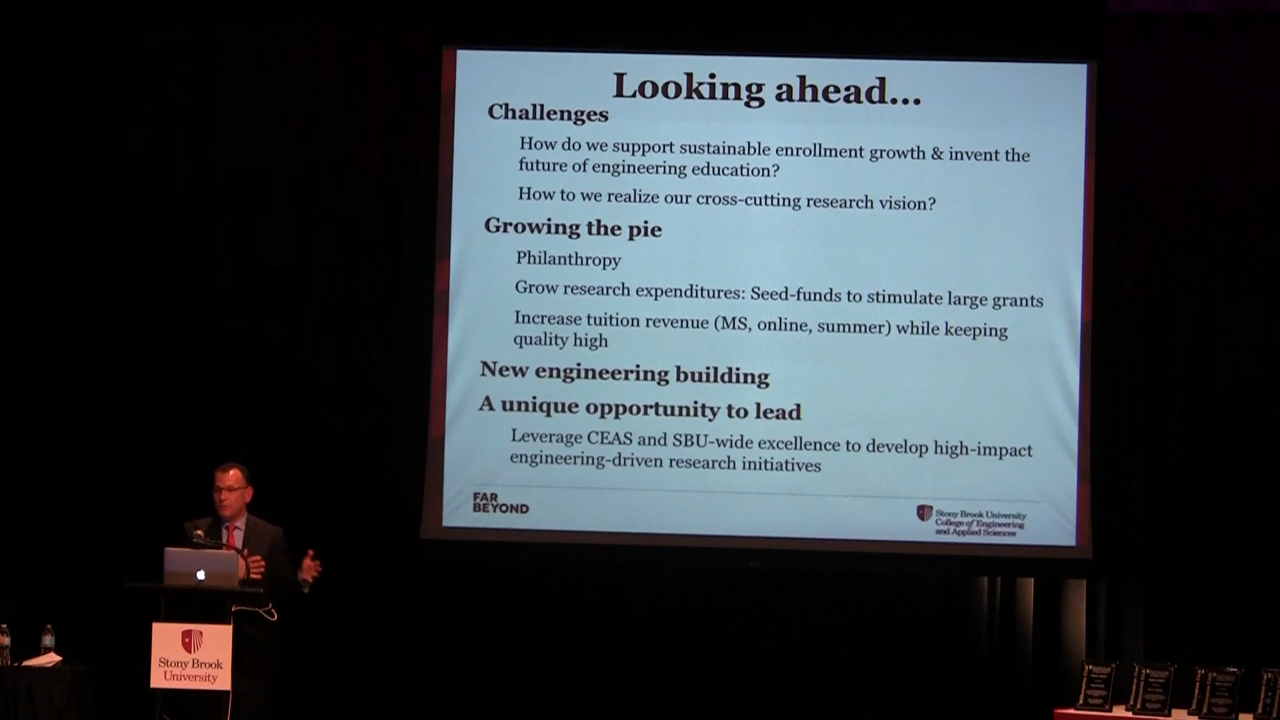 Looking ahead...
Challenges
How do we support sustainable enrollment growth & invent the
future of engineering education?
How to we realize our cross-cutting research vision?
Growing the pie
Philanthropy
Grow research expenditures: Seed-funds to stimulate large grants
Increase tuition revenue (MS, online, summer) while keeping
quality high
New engineering building
A unique opportunity to lead
Leverage CEAS and SBU-wide excellence to develop high-impact
engineering-driven research initiatives
FAR
BEYOND
Stony Brook University
College of Engineering
and Applied Sciences
Stony Brook
University